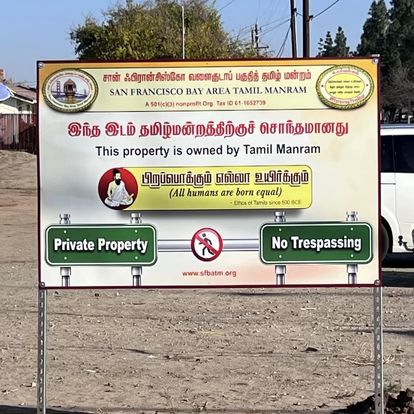 சான் ஃபிரான்சிஸ்கோ வளைகுடாப் பகுதித் தமிழ் மன்றம்
SAN FRANCISCO BAY AREA TAMIL MANRAM
A 501(c)(3) nonprofit Org. Tax ID 61-1652739
இந்த இடம் தமிழ்மன்றத்திற்குச் சொந்தமானது
This property is owned by Tamil Manram
பிறப்பொக்கும் எல்லா உயிர்க்கும்
(All humans are born equal)
- Ethos of Tamils since 500 BCE
Private Property
No Trespassing
www.sfbatm.org